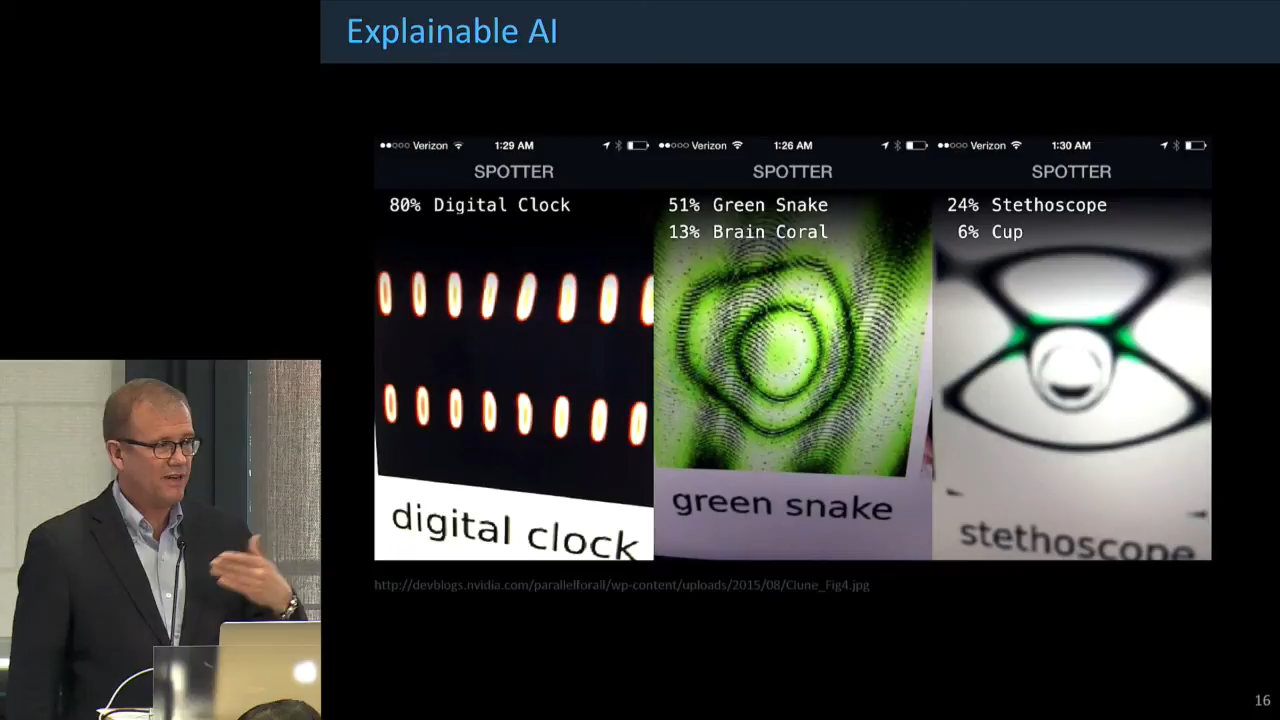 Explainable AI
●●○○○ Verizon 1:29 AM
SPOTTER
80% Digital Clock
digital clock
●●○○○ Verizon 1:26 AM
SPOTTER
51% Green Snake
13% Brain Coral
green snake
●●○○○ Verizon 1:30 AM
SPOTTER
24% Stethoscope
6% Cup
stethoscope
http://devblogs.nvidia.com/parallelforall/wp-content/uploads/2015/08/Clune_Fig4.jpg
16